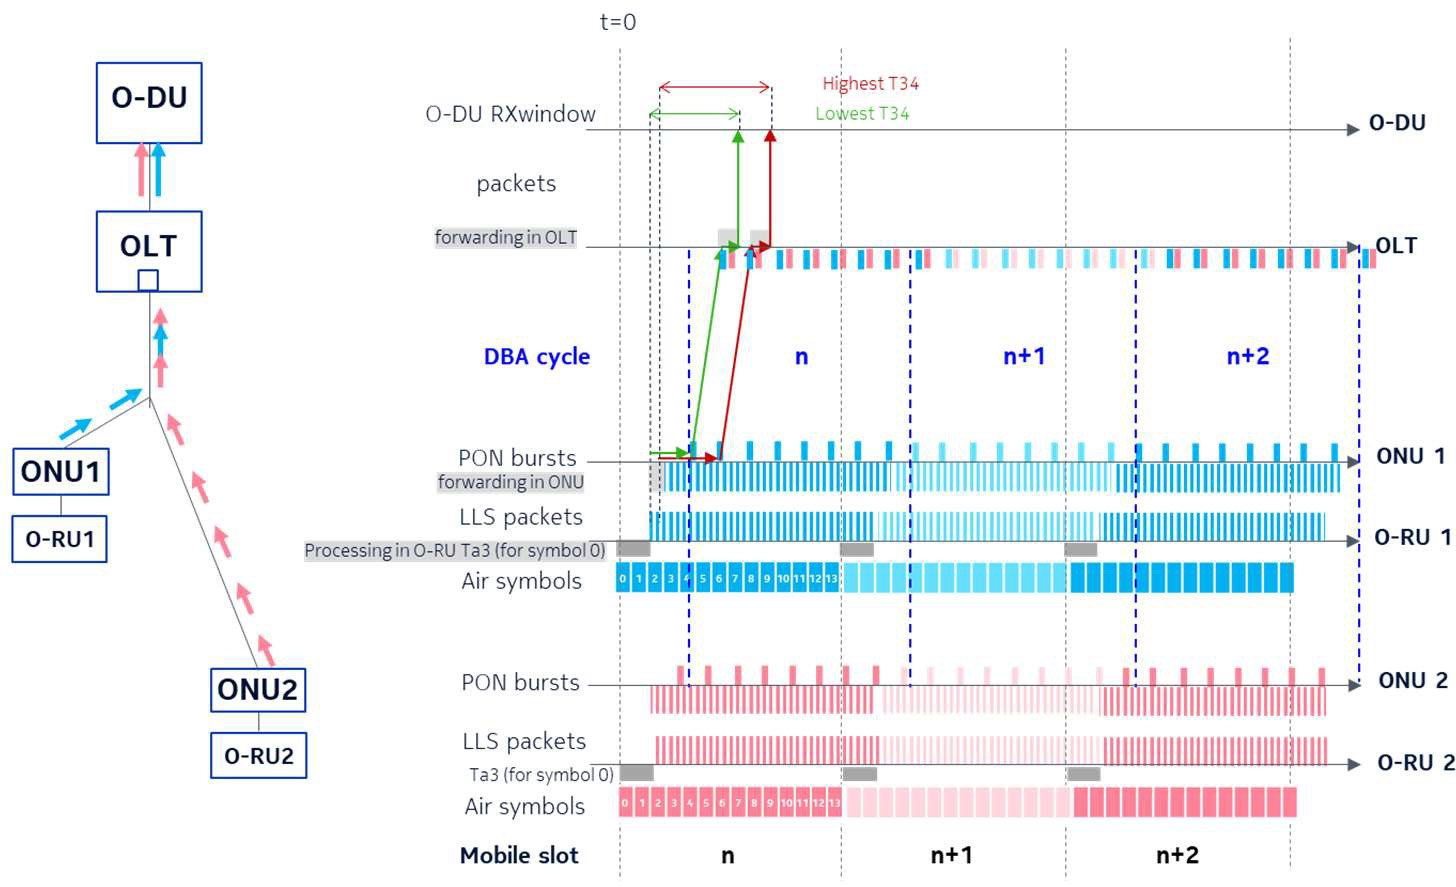 t=0
O-DU
Highest T34
O-DU RXwindow
Lowest T34
O-DU
packets
OLT
forwarding in OLT
OLT
DBA cycle
n
n+1
n+2
ONU1
PON bursts
ONU 1
forwarding in ONU
O-RU1
LLS packets
O-RU 1
Processing in O-RU Ta3 (for symbol 0)
Air symbols
0 1 2 3 4 5 6 7 8 9 10 11 12 13
ONU2
PON bursts
ONU 2
O-RU2
LLS packets
O-RU 2
Ta3 (for symbol 0)
Air symbols
0 1 2 3 4 5 6 7 8 9 10 11 12 13
Mobile slot
n
n+1
n+2